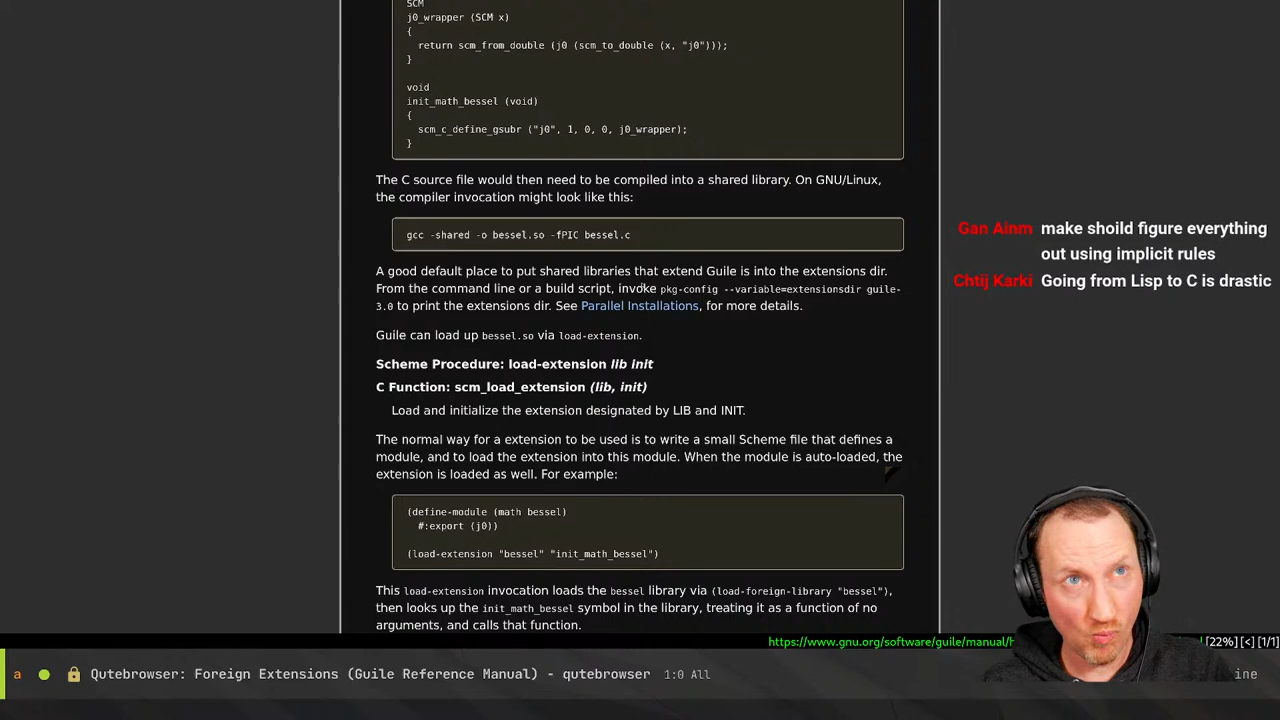 SCM
j0_wrapper (SCM x)
{
return scm_from_double (j0 (scm_to_double (x, "j0")));
}
void
init_math_bessel (void)
{
scm_c_define_gsubr ("j0", 1, 0, 0, j0_wrapper);
}
The C source file would then need to be compiled into a shared library. On GNU/Linux,
the compiler invocation might look like this:
gcc -shared -o bessel.so -fPIC bessel.c
A good default place to put shared libraries that extend Guile is into the extensions dir.
From the command line or a build script, invoke pkg-config --variable=extensionsdir guile-
3.0 to print the extensions dir. See Parallel Installations, for more details.
Guile can load up bessel.so via load-extension.
Scheme Procedure: load-extension lib init
C Function: scm_load_extension (lib, init)
Load and initialize the extension designated by LIB and INIT.
The normal way for a extension to be used is to write a small Scheme file that defines a
module, and to load the extension into this module. When the module is auto-loaded, the
extension is loaded as well. For example:
(define-module (math bessel)
#:export (j0))
(load-extension "bessel" "init_math_bessel")
This load-extension invocation loads the bessel library via (load-foreign-library "bessel"),
then looks up the init_math_bessel symbol in the library, treating it as a function of no
arguments, and calls that function.
Gan Ainm make shoild figure everything
out using implicit rules
Chtij Karki Going from Lisp to C is drastic
https://www.gnu.org/software/guile/manual/h [22%][<] [1/1]
a Qutebrowser: Foreign Extensions (Guile Reference Manual) - qutebrowser 1:0 All ine